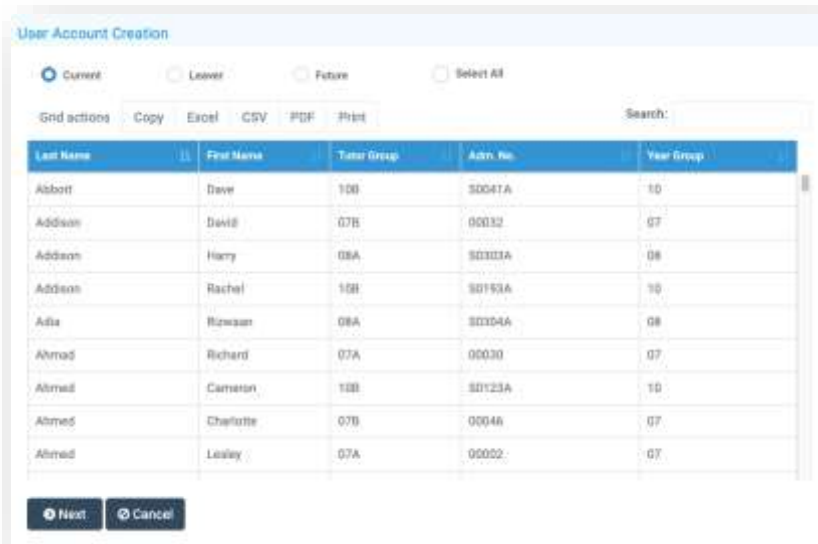 User Account Creation
Current Leaver Future Select All
Grid actions Copy Excel CSV PDF Print Search:
Last Name First Name Tutor Group Adm. No. Year Group
Abbott Dave 10B S0041A 10
Addison David 07B 00032 07
Addison Harry 08A S0303A 08
Addison Rachel 10B S0193A 10
Adia Rizwaan 08A S0304A 08
Ahmad Richard 07A 00030 07
Ahmed Cameron 10B S0123A 10
Ahmed Charlotte 07B 00046 07
Ahmed Lesley 07A 00002 07
Next Cancel